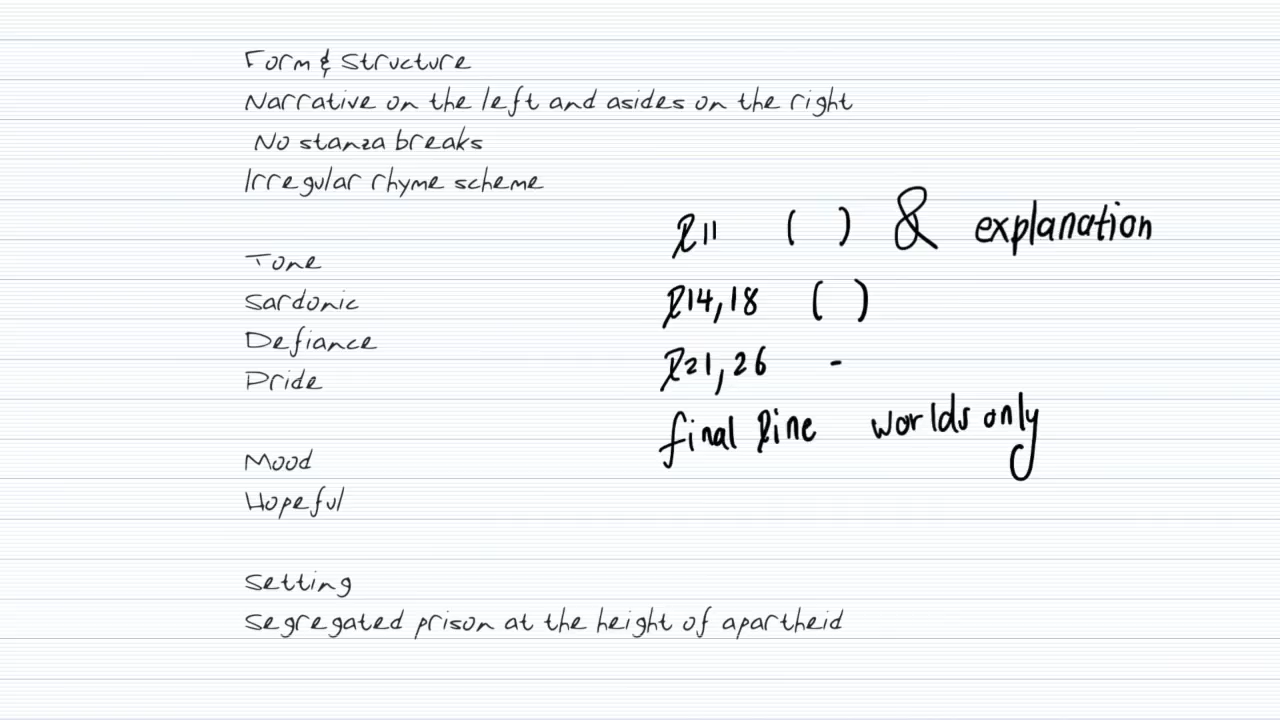 Form & Structure
Narrative on the left and asides on the right
No stanza breaks
Irregular rhyme scheme
l11 ( ) & explanation
Tone
Sardonic
l14,18 ( )
Defiance
l21,26 -
Pride
final line worlds only
Mood
Hopeful
Setting
Segregated prison at the height of apartheid